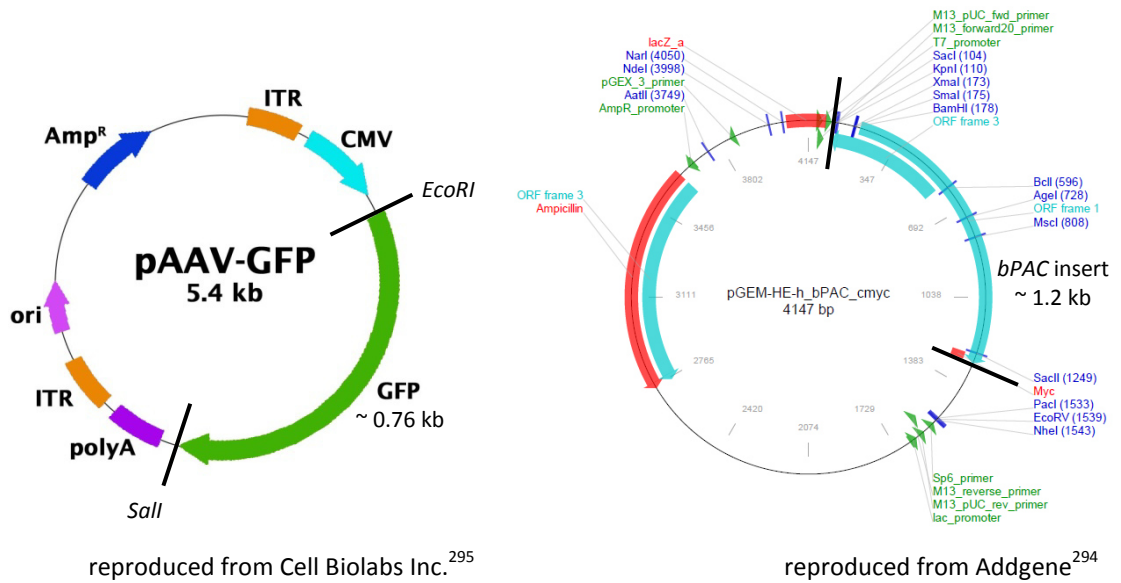 ITR
CMV
Amp^R
EcoRI
pAAV-GFP
5.4 kb
ori
ITR
polyA
GFP
~ 0.76 kb
SalI
reproduced from Cell Biolabs Inc.^295
lacZ_a
NarI (4050)
NdeI (3998)
pGEX_3_primer
AatII (3749)
AmpR_promoter
ORF frame 3
Ampicillin
M13_pUC_fwd_primer
M13_forward20_primer
T7_promoter
SacI (104)
KpnI (110)
XmaI (173)
SmaI (175)
BamHI (178)
ORF frame 3
BclI (596)
AgeI (728)
ORF frame 1
MscI (808)
bPAC insert
~ 1.2 kb
4147
347
692
1038
1383
1729
2074
2420
2765
3111
3456
3802
pGEM-HE-h_bPAC_cmyc
4147 bp
SacII (1249)
Myc
PacI (1533)
EcoRV (1539)
NheI (1543)
Sp6_primer
M13_reverse_primer
M13_pUC_rev_primer
lac_promoter
reproduced from Addgene^294